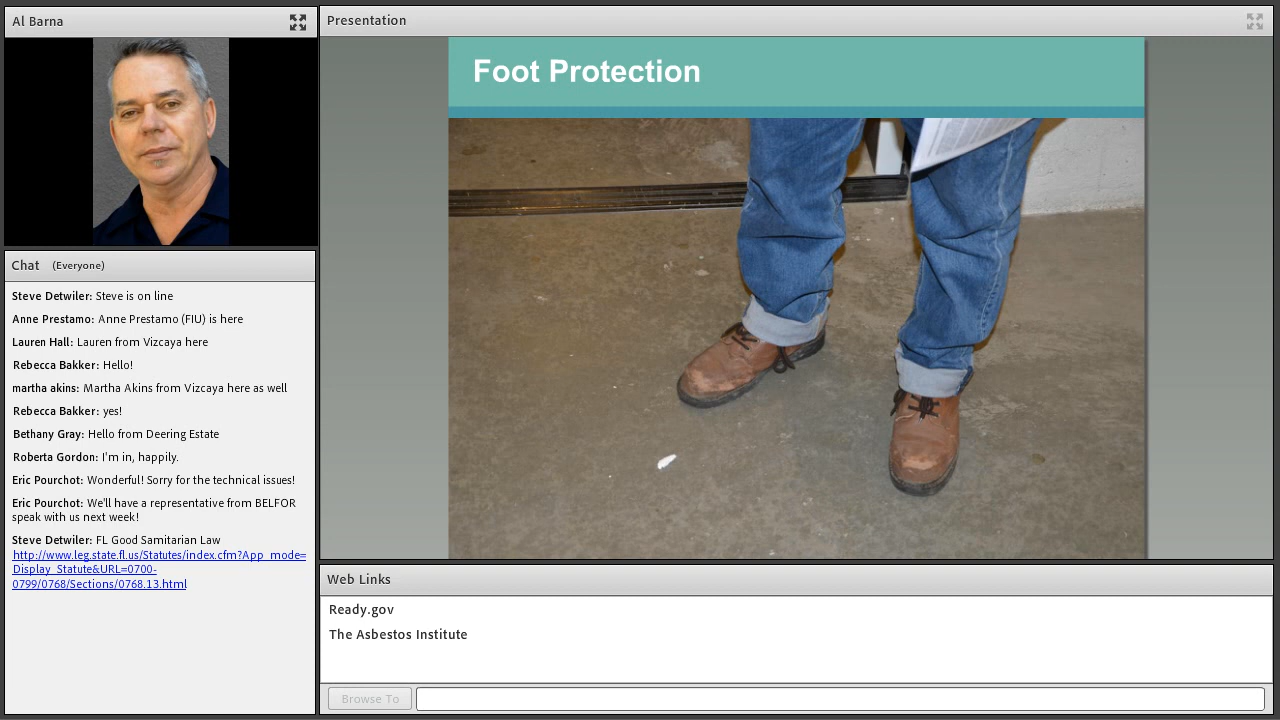 Al Barna
Presentation
Foot Protection
Chat (Everyone)
Steve Detwiler: Steve is on line
Anne Prestamo: Anne Prestamo (FIU) is here
Lauren Hall: Lauren from Vizcaya here
Rebecca Bakker: Hello!
martha akins: Martha Akins from Vizcaya here as well
Rebecca Bakker: yes!
Bethany Gray: Hello from Deering Estate
Roberta Gordon: I'm in, happily.
Eric Pourchot: Wonderful! Sorry for the technical issues!
Eric Pourchot: We'll have a representative from BELFOR
speak with us next week!
Steve Detwiler: FL Good Samitarian Law
http://www.leg.state.fl.us/Statutes/index.cfm?App_mode=
Display_Statute&URL=0700-
0799/0768/Sections/0768.13.html
Web Links
Ready.gov
The Asbestos Institute
Browse To